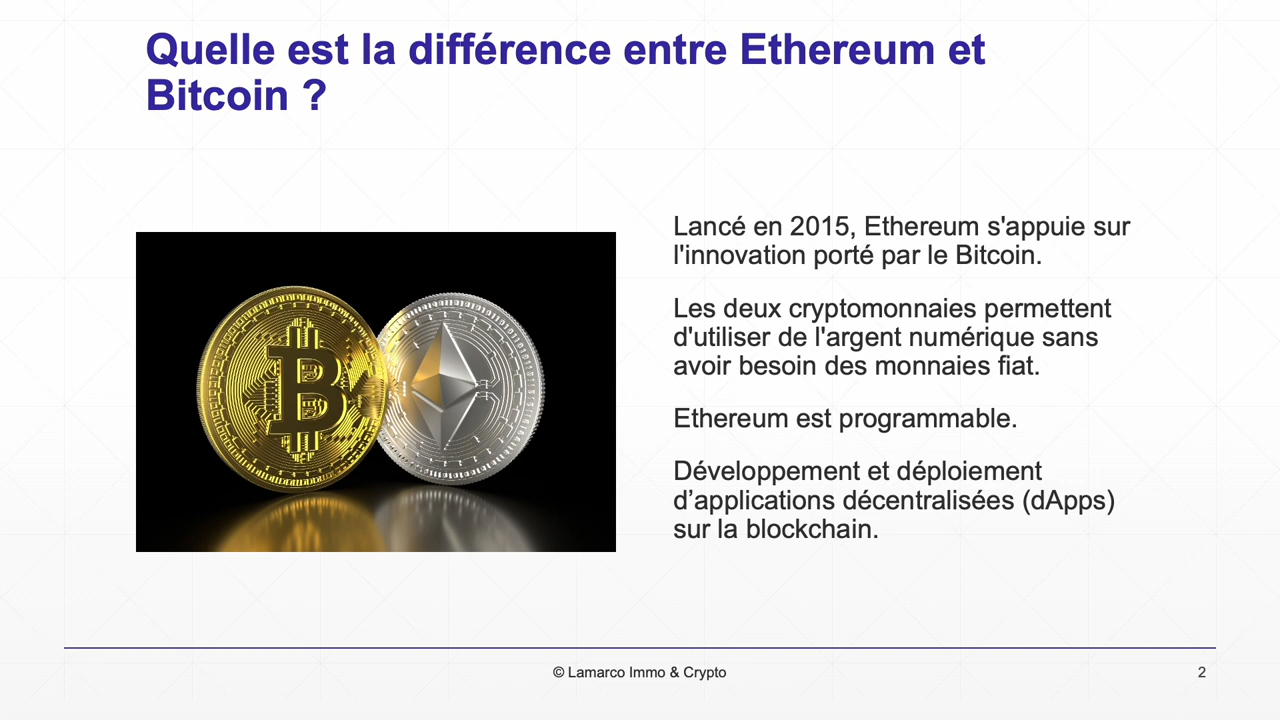 Quelle est la différence entre Ethereum et
Bitcoin ?
Lancé en 2015, Ethereum s'appuie sur
l'innovation porté par le Bitcoin.
Les deux cryptomonnaies permettent
d'utiliser de l'argent numérique sans
avoir besoin des monnaies fiat.
Ethereum est programmable.
Développement et déploiement
d’applications décentralisées (dApps)
sur la blockchain.
© Lamarco Immo & Crypto
2